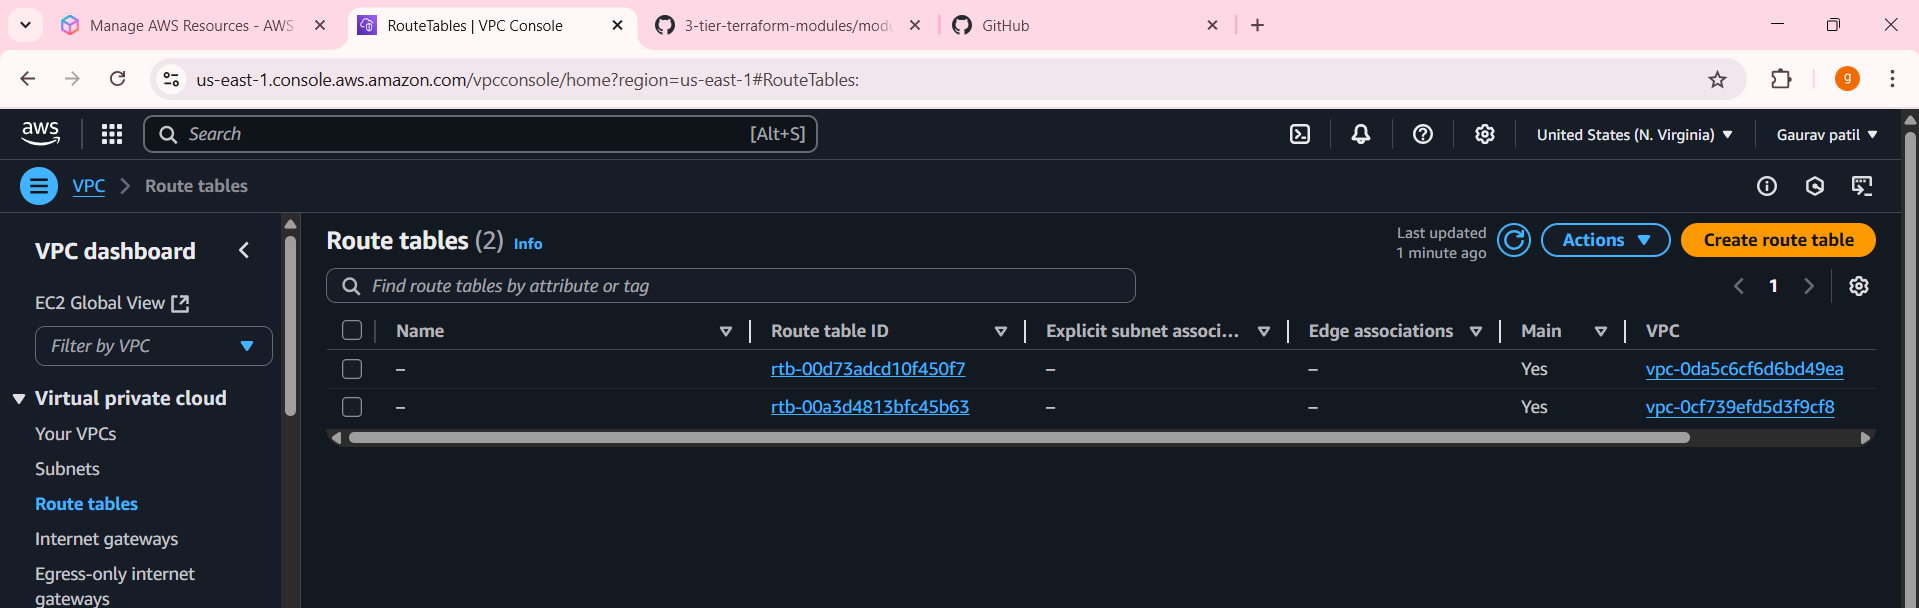 Manage AWS Resources - AWS
RouteTables | VPC Console
3-tier-terraform-modules/modu
GitHub
us-east-1.console.aws.amazon.com/vpcconsole/home?region=us-east-1#RouteTables:
g
aws
Search
[Alt+S]
United States (N. Virginia)
Gaurav patil
VPC
Route tables
VPC dashboard
EC2 Global View
Filter by VPC
Virtual private cloud
Your VPCs
Subnets
Route tables
Internet gateways
Egress-only internet
gateways
Route tables (2) Info
Last updated
1 minute ago
Actions
Create route table
Find route tables by attribute or tag
1
Name Route table ID Explicit subnet associ... Edge associations Main VPC
– rtb-00d73adcd10f450f7 – – Yes vpc-0da5c6cf6d6bd49ea
– rtb-00a3d4813bfc45b63 – – Yes vpc-0cf739efd5d3f9cf8